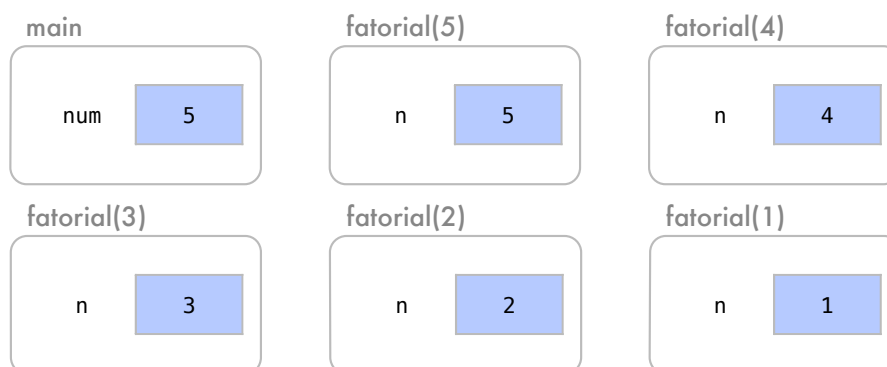 main fatorial(5) fatorial(4)
num 5 n 5 n 4
fatorial(3) fatorial(2) fatorial(1)
n 3 n 2 n 1